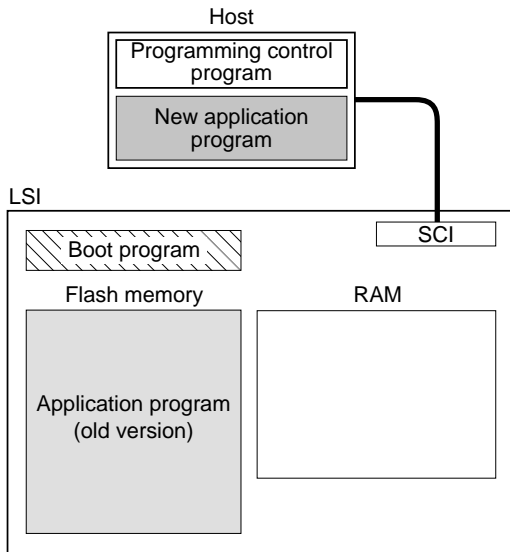 Host
Programming control
program
New application
program
LSI
SCI
Boot program
Flash memory
RAM
Application program
(old version)